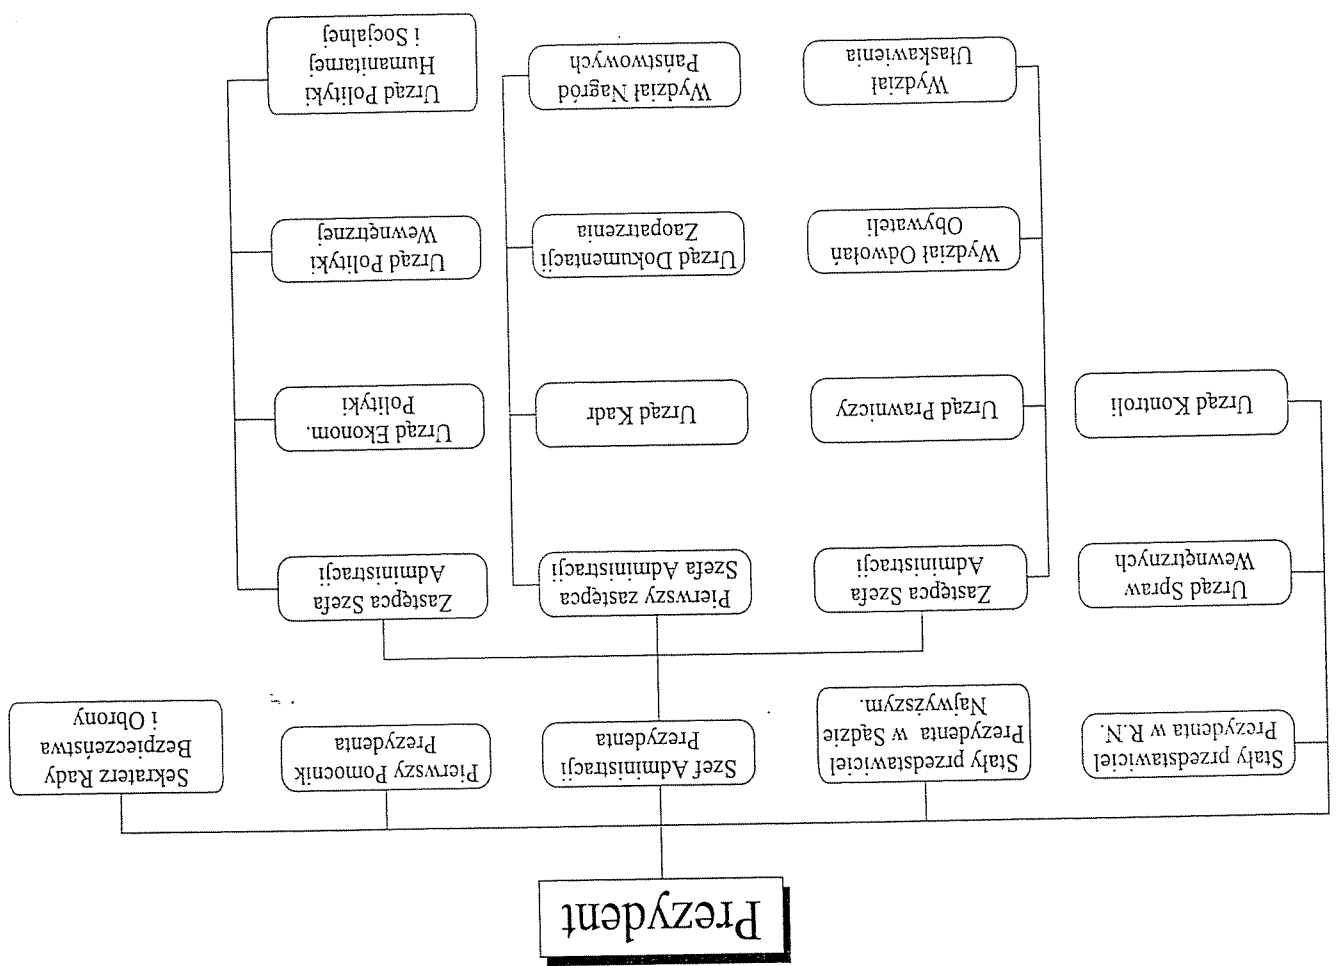 Prezydent
Stały przedstawiciel
Prezydenta w R.N.
Stały przedstawiciel
Prezydenta w Sądzie
Najwyższym.
Szef Administracji
Prezydenta
Pierwszy Pomocnik
Prezydenta
Sekraterz Rady
Bezpieczeństwa
i Obrony
Urząd Spraw
Wewnętrznych
Zastępca Szefa
Administracji
Pierwszy zastępca
Szefa Administracji
Zastępca Szefa
Administracji
Urząd Kontroli
Urząd Prawniczy
Urząd Kadr
Urząd Ekonom.
Polityki
Wydział Odwołań
Obywateli
Urząd Dokumentacji
Zaopatrzenia
Urząd Polityki
Wewnętrznej
Wydział
Ułaskawienia
Wydział Nagród
Państwowych
Urząd Polityki
Humanitarnej
i Socjalnej